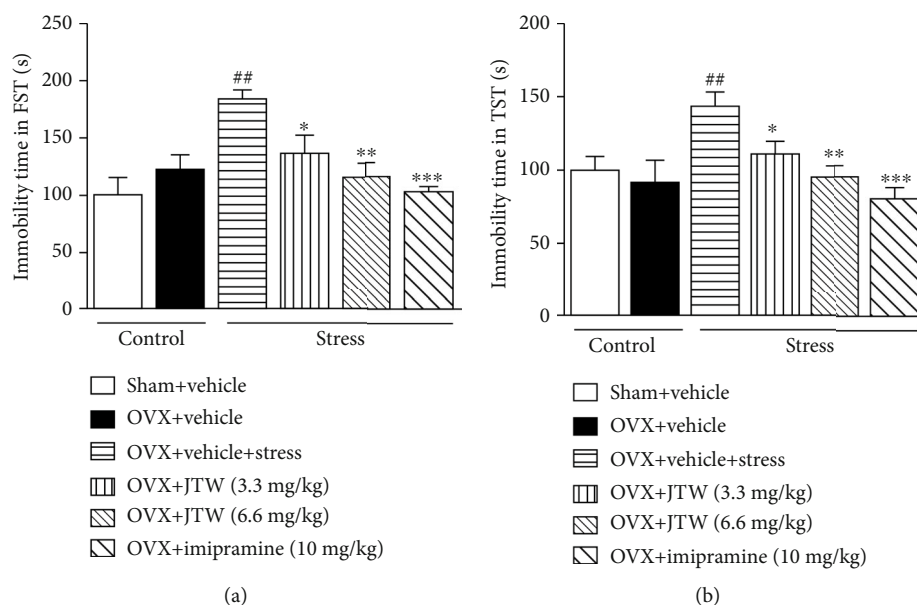 250
200
150
100
50
0
Immobility time in FST (s)
##
*
**
***
Control
Stress
Sham+vehicle
OVX+vehicle
OVX+vehicle+stress
OVX+JTW (3.3 mg/kg)
OVX+JTW (6.6 mg/kg)
OVX+imipramine (10 mg/kg)
(a)
200
150
100
50
0
Immobility time in TST (s)
##
*
**
***
Control
Stress
Sham+vehicle
OVX+vehicle
OVX+vehicle+stress
OVX+JTW (3.3 mg/kg)
OVX+JTW (6.6 mg/kg)
OVX+imipramine (10 mg/kg)
(b)